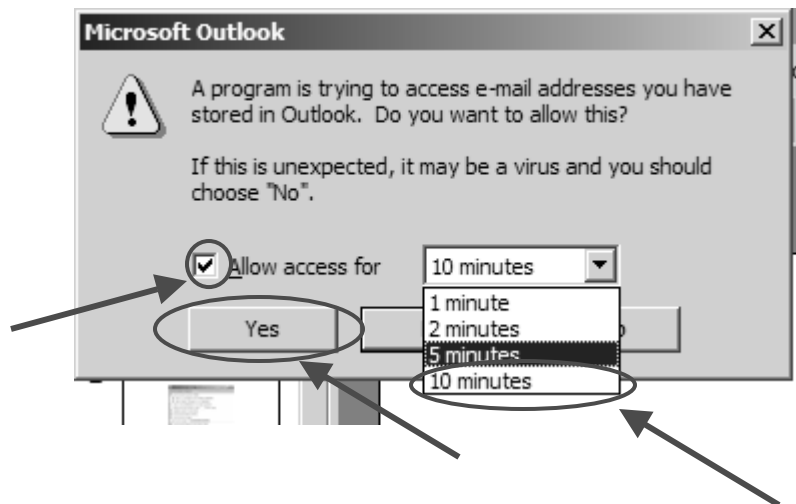 Microsoft Outlook
A program is trying to access e-mail addresses you have
stored in Outlook. Do you want to allow this?
If this is unexpected, it may be a virus and you should
choose "No".
Allow access for 10 minutes
1 minute
Yes 2 minutes
5 minutes
10 minutes